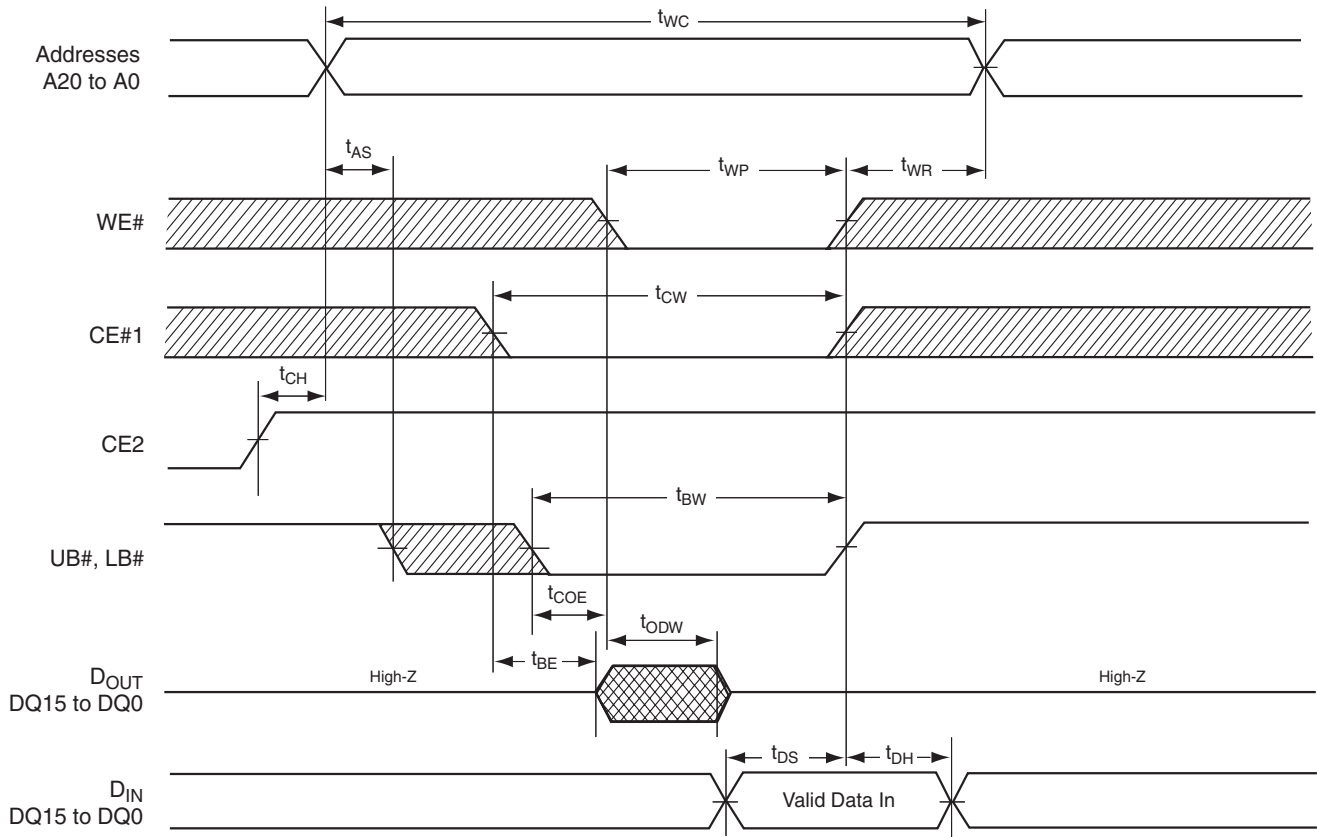 tWC
Addresses
A20 to A0
tAS
tWP
tWR
WE#
tCW
CE#1
tCH
CE2
tBW
UB#, LB#
tCOE
tODW
tBE
DOUT
DQ15 to DQ0
High-Z
High-Z
tDS
tDH
DIN
DQ15 to DQ0
Valid Data In